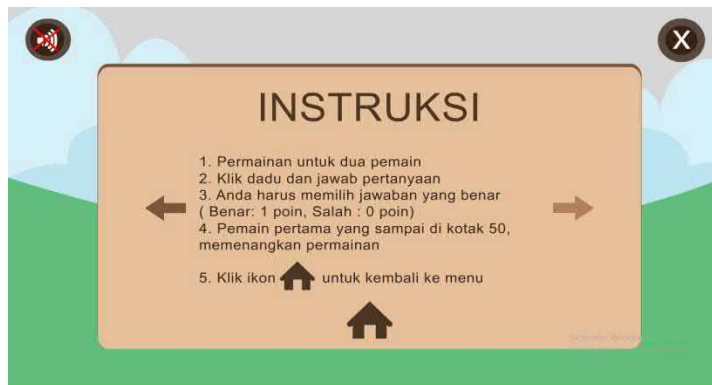 X
INSTRUKSI
1. Permainan untuk dua pemain
2. Klik dadu dan jawab pertanyaan
3. Anda harus memilih jawaban yang benar
( Benar: 1 poin, Salah : 0 poin)
4. Pemain pertama yang sampai di kotak 50,
memenangkan permainan
5. Klik ikon untuk kembali ke menu